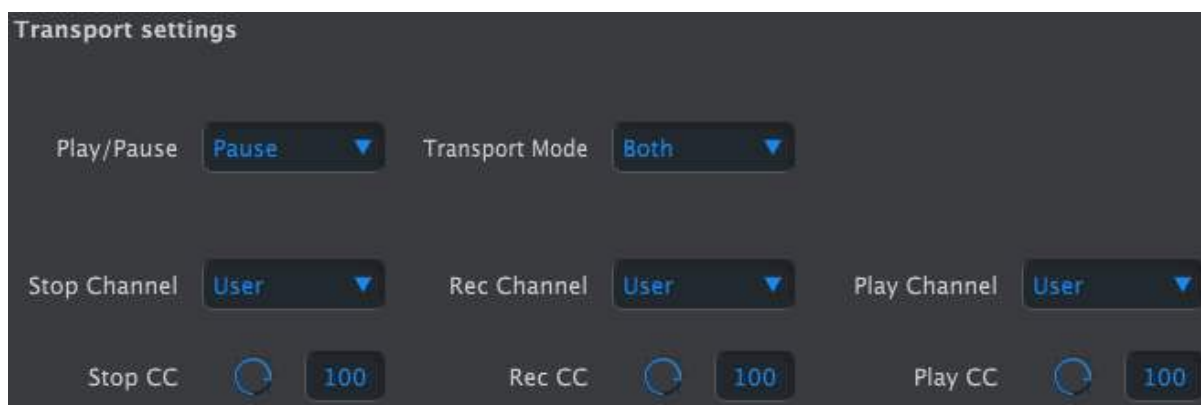 Transport settings
Play/Pause Pause Transport Mode Both
Stop Channel User Rec Channel User Play Channel User
Stop CC 100 Rec CC 100 Play CC 100